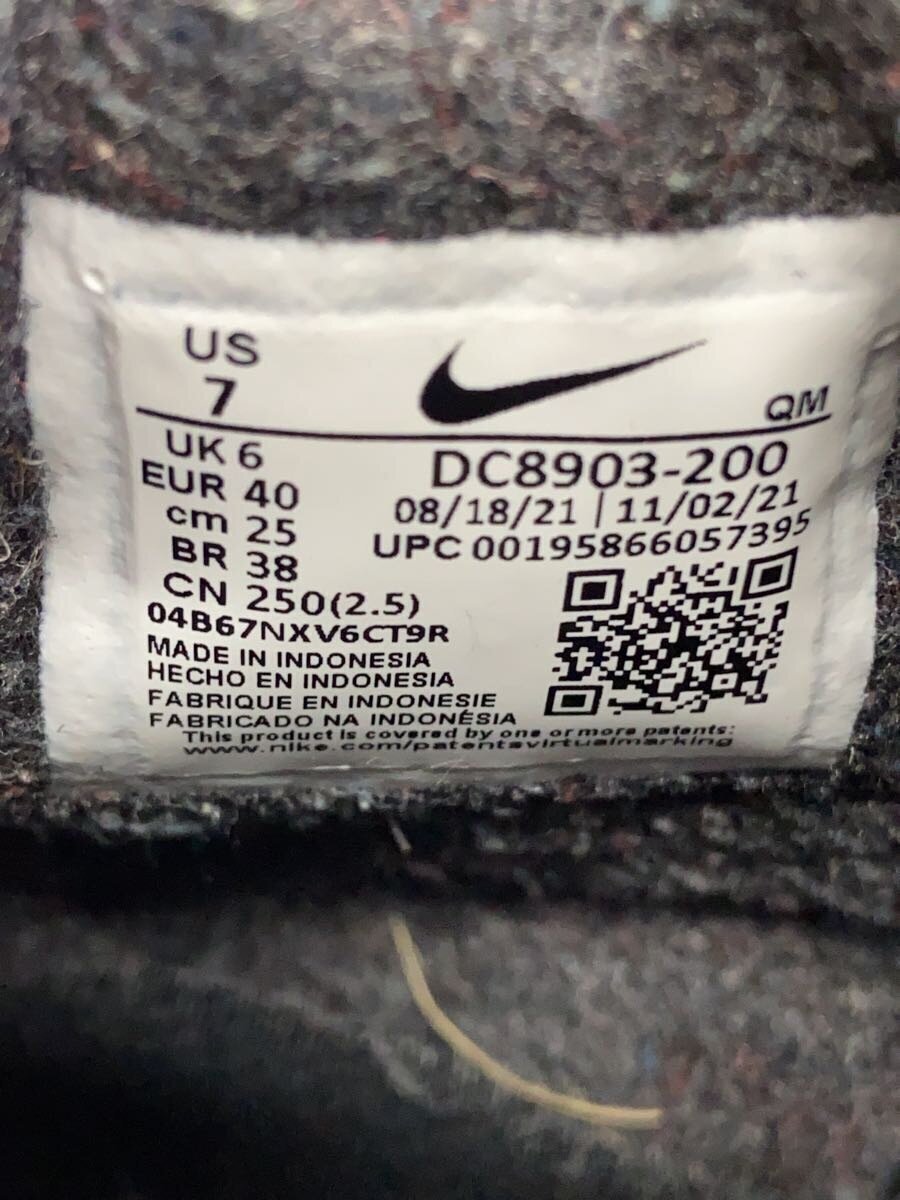 US
7
QM
UK 6
EUR 40
cm 25
BR 38
CN 250(2.5)
DC8903-200
08/18/21 | 11/02/21
UPC 00195866057395
04B67NXV6CT9R
MADE IN INDONESIA
HECHO EN INDONESIA
FABRIQUE EN INDONESIE
FABRICADO NA INDONÉSIA
This product is covered by one or more patents:
www.nike.com/patentsvirtualmarking